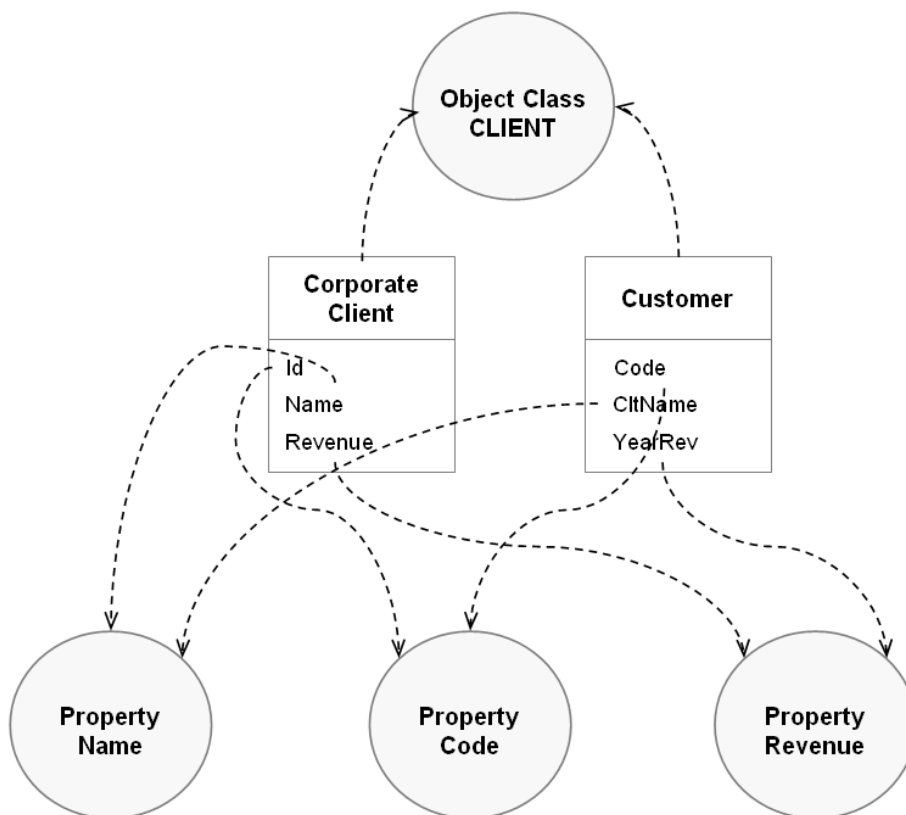 Object Class
CLIENT
Corporate
Client
Id
Name
Revenue
Customer
Code
CltName
YearRev
Property
Name
Property
Code
Property
Revenue